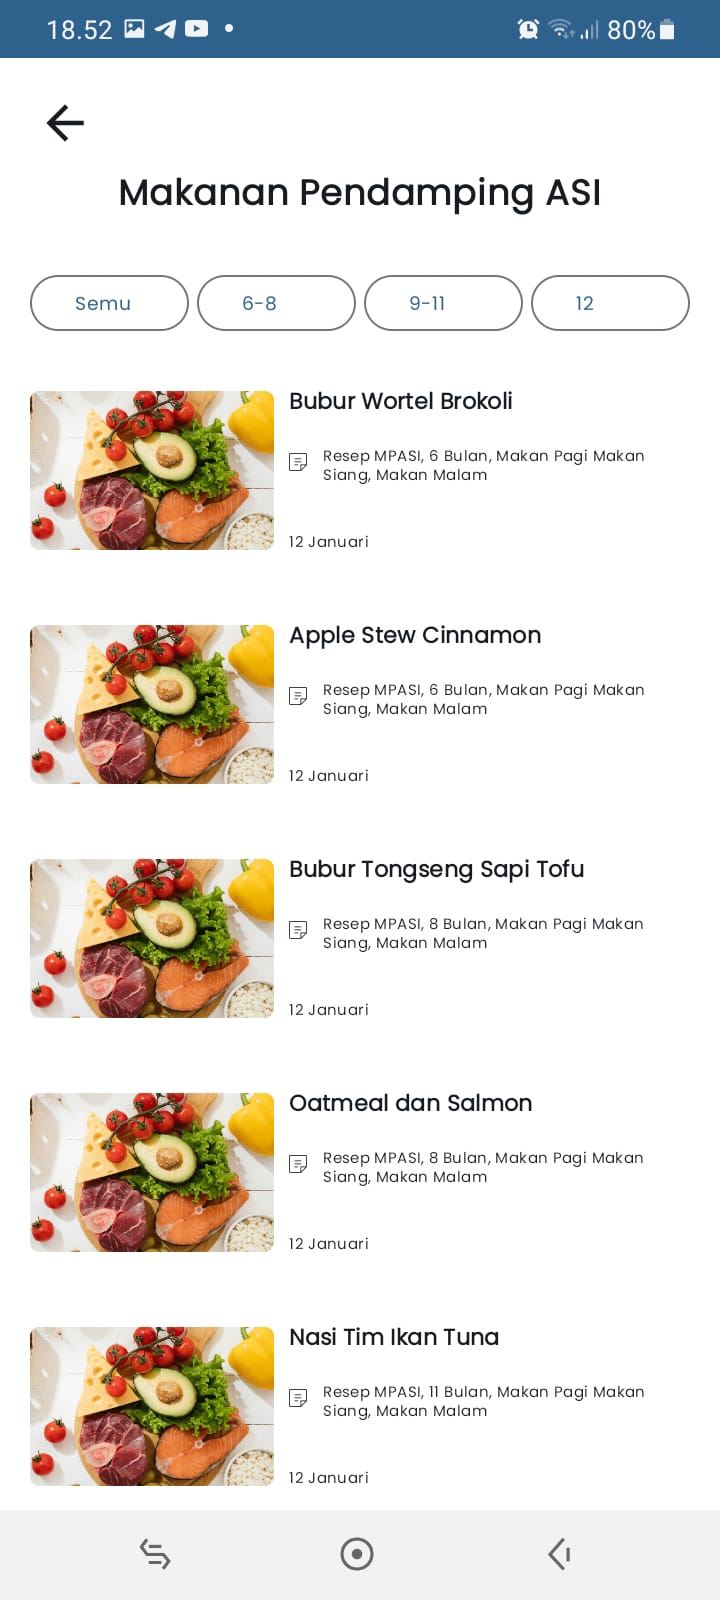 18.52
80%
Makanan Pendamping ASI
Semu
6-8
9-11
12
Bubur Wortel Brokoli
Resep MPASI, 6 Bulan, Makan Pagi Makan
Siang, Makan Malam
12 Januari
Apple Stew Cinnamon
Resep MPASI, 6 Bulan, Makan Pagi Makan
Siang, Makan Malam
12 Januari
Bubur Tongseng Sapi Tofu
Resep MPASI, 8 Bulan, Makan Pagi Makan
Siang, Makan Malam
12 Januari
Oatmeal dan Salmon
Resep MPASI, 8 Bulan, Makan Pagi Makan
Siang, Makan Malam
12 Januari
Nasi Tim Ikan Tuna
Resep MPASI, 11 Bulan, Makan Pagi Makan
Siang, Makan Malam
12 Januari